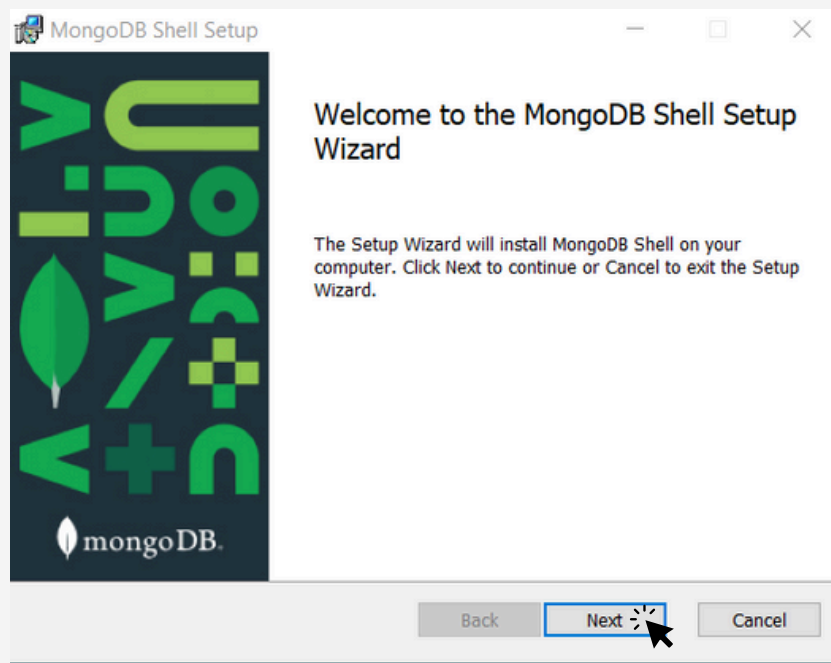 MongoDB Shell Setup
Welcome to the MongoDB Shell Setup
Wizard
The Setup Wizard will install MongoDB Shell on your
computer. Click Next to continue or Cancel to exit the Setup
Wizard.
mongoDB.
Back
Next
Cancel